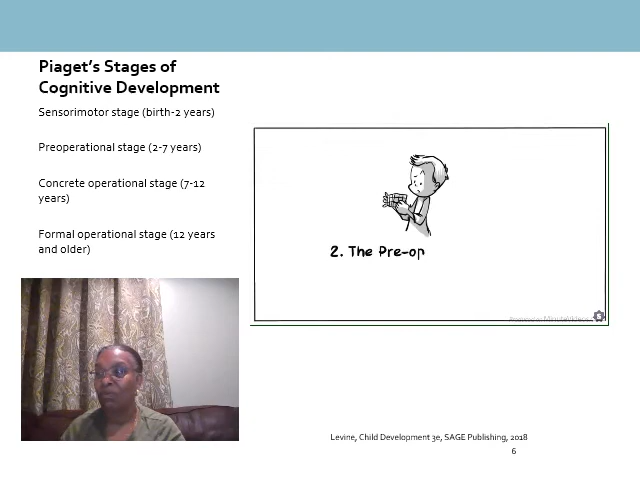 Piaget's Stages of
Cognitive Development
Sensorimotor stage (birth-2 years)
Preoperational stage (2-7 years)
Concrete operational stage (7-12
years)
Formal operational stage (12 years
and older)
2. The Pre-op
Levine, Child Development 3e, SAGE Publishing, 2018
6